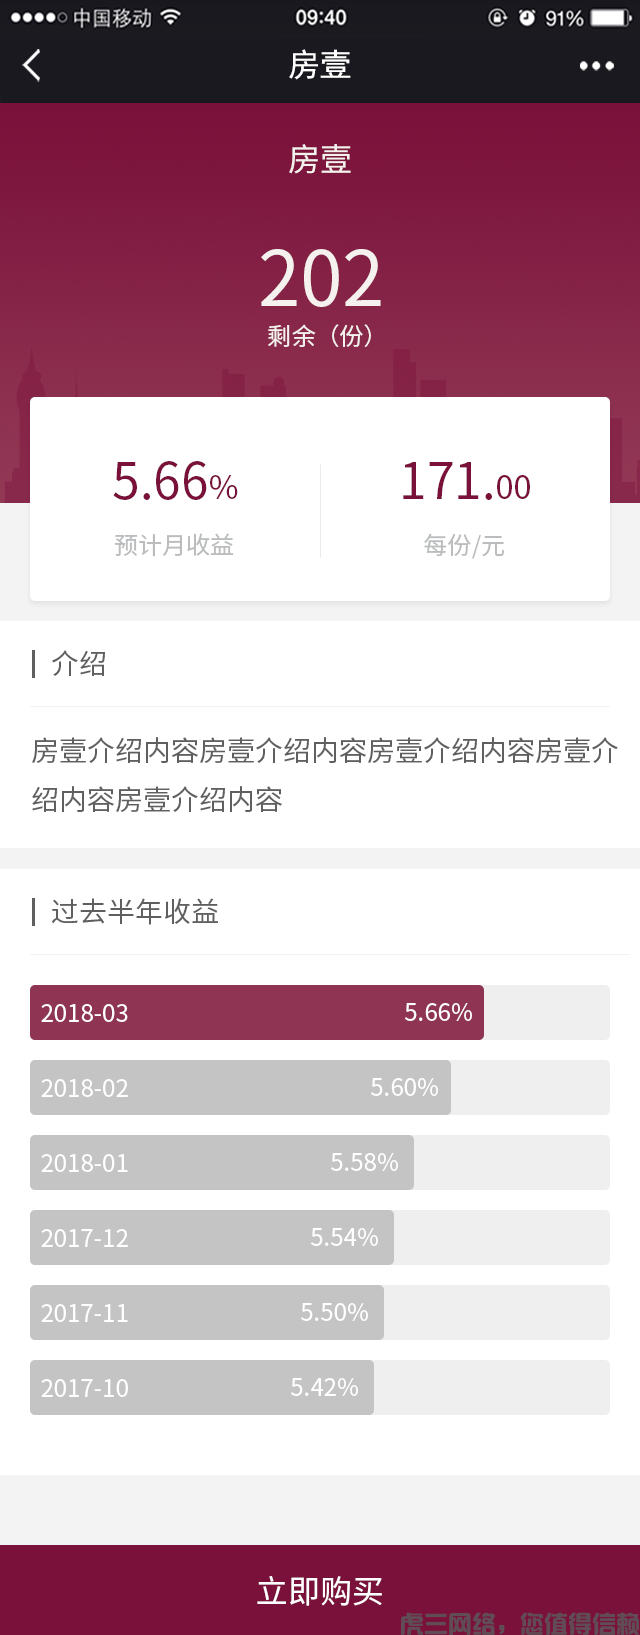 中国移动 09:40 91%
房壹
房壹
202
剩余（份）
5.66% 171.00
预计月收益 每份/元
介绍
房壹介绍内容房壹介绍内容房壹介绍内容房壹介
绍内容房壹介绍内容
过去半年收益
2018-03 5.66%
2018-02 5.60%
2018-01 5.58%
2017-12 5.54%
2017-11 5.50%
2017-10 5.42%
立即购买
虎三网络，您值得信赖